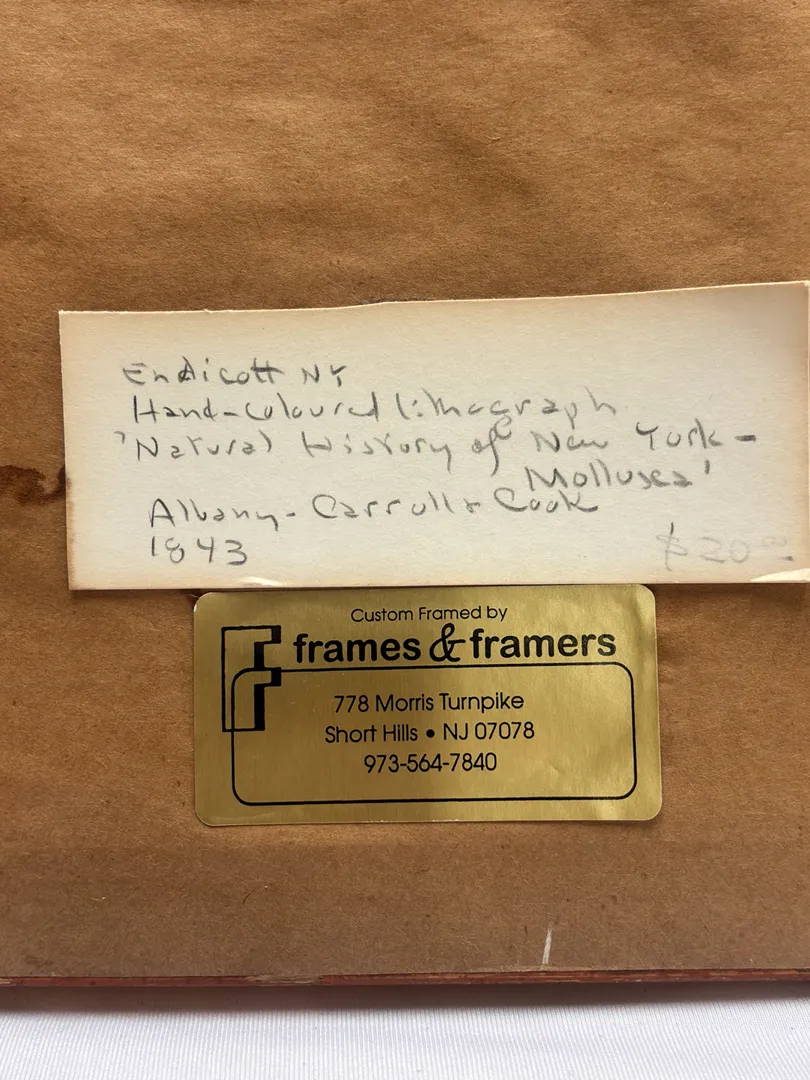 Endicott NY
Hand-coloured lithograph
'Natural History of New York -
Mollusca'
Albany - Carroll & Cook
1843
$20.00
Custom Framed by
frames & framers
778 Morris Turnpike
Short Hills • NJ 07078
973-564-7840